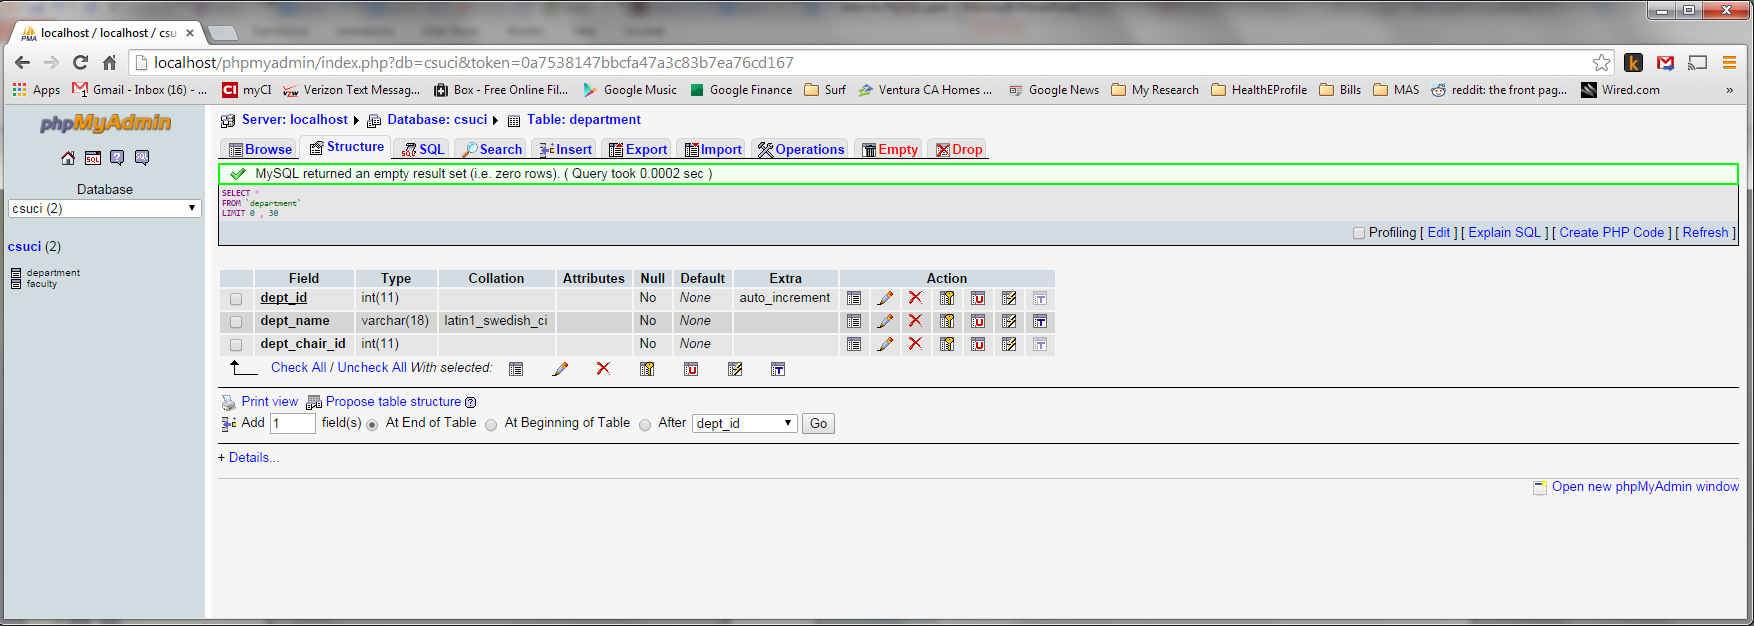 localhost / localhost / csu
localhost/phpmyadmin/index.php?db=csuci&token=0a7538147bbcfa47a3c83b7ea76cd167
Apps Gmail - Inbox (16) - ... myCI Verizon Text Messag... Box - Free Online Fil... Google Music Google Finance Surf Ventura CA Homes ... Google News My Research HealthEProfile Bills MAS reddit: the front pag... Wired.com »
phpMyAdmin
Database
csuci (2)
csuci (2)
department
faculty
Server: localhost Database: csuci Table: department
Browse Structure SQL Search Insert Export Import Operations Empty Drop
MySQL returned an empty result set (i.e. zero rows). ( Query took 0.0002 sec )
SELECT *
FROM `department`
LIMIT 0 , 30
Profiling [ Edit ] [ Explain SQL ] [ Create PHP Code ] [ Refresh ]
Field Type Collation Attributes Null Default Extra Action
dept_id int(11) No None auto_increment
dept_name varchar(18) latin1_swedish_ci No None
dept_chair_id int(11) No None
Check All / Uncheck All With selected:
Print view Propose table structure
Add 1 field(s) At End of Table At Beginning of Table After dept_id Go
+ Details...
Open new phpMyAdmin window